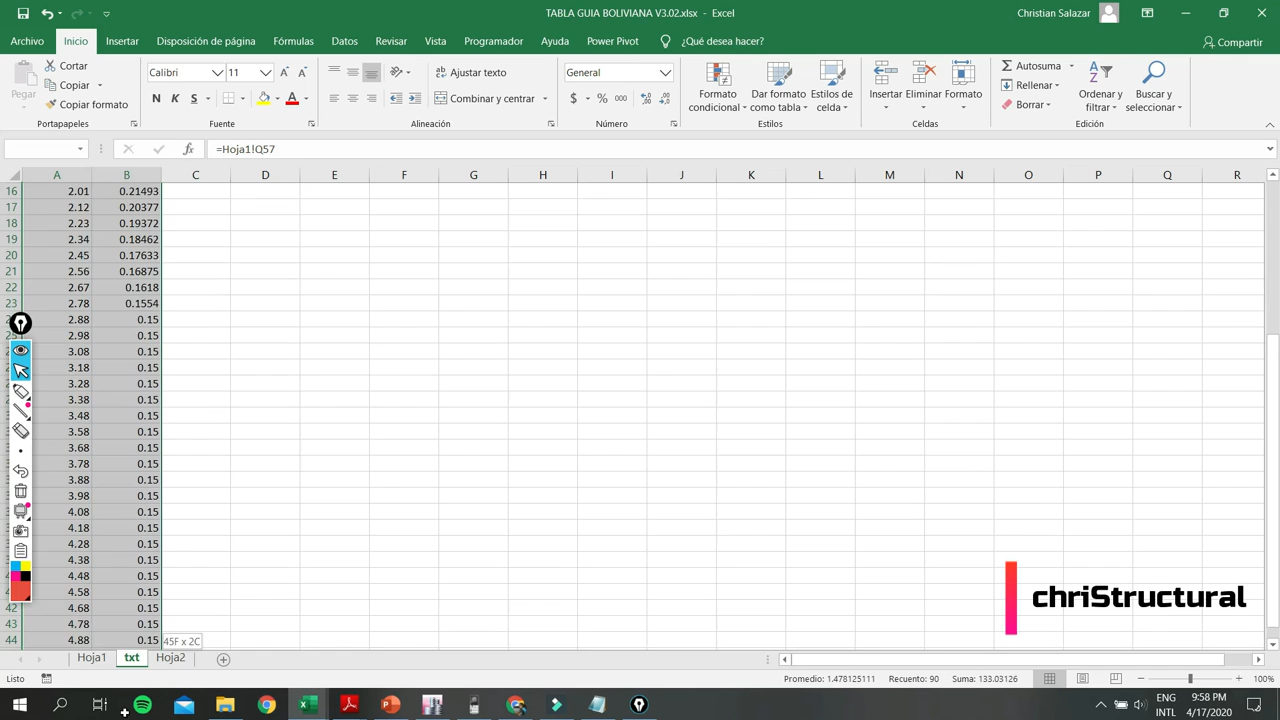 TABLA GUIA BOLIVIANA V3.02.xlsx - Excel
Christian Salazar
Archivo Inicio Insertar Disposición de página Fórmulas Datos Revisar Vista Programador Ayuda Power Pivot ¿Qué desea hacer? Compartir
Pegar
Cortar
Copiar
Copiar formato
Portapapeles
Calibri 11
N K S
Fuente
Ajustar texto
Combinar y centrar
Alineación
General
$ % 000
Número
Formato condicional
Dar formato como tabla
Estilos de celda
Estilos
Insertar Eliminar Formato
Celdas
Autosuma
Rellenar
Borrar
Ordenar y filtrar
Buscar y seleccionar
Edición
fx =Hoja1!Q57
A B C D E F G H I J K L M N O P Q R
16 2.01 0.21493
17 2.12 0.20377
18 2.23 0.19372
19 2.34 0.18462
20 2.45 0.17633
21 2.56 0.16875
22 2.67 0.1618
23 2.78 0.1554
2.88 0.15
2.98 0.15
3.08 0.15
3.18 0.15
3.28 0.15
3.38 0.15
3.48 0.15
3.58 0.15
3.68 0.15
3.78 0.15
3.88 0.15
3.98 0.15
4.08 0.15
4.18 0.15
4.28 0.15
4.38 0.15
4.48 0.15
4.58 0.15
42 4.68 0.15
43 4.78 0.15
44 4.88 0.15
45F x 2C
chriStructural
Hoja1 txt Hoja2
Listo
Promedio: 1.478125111 Recuento: 90 Suma: 133.03126
100%
ENG
INTL
9:58 PM
4/17/2020